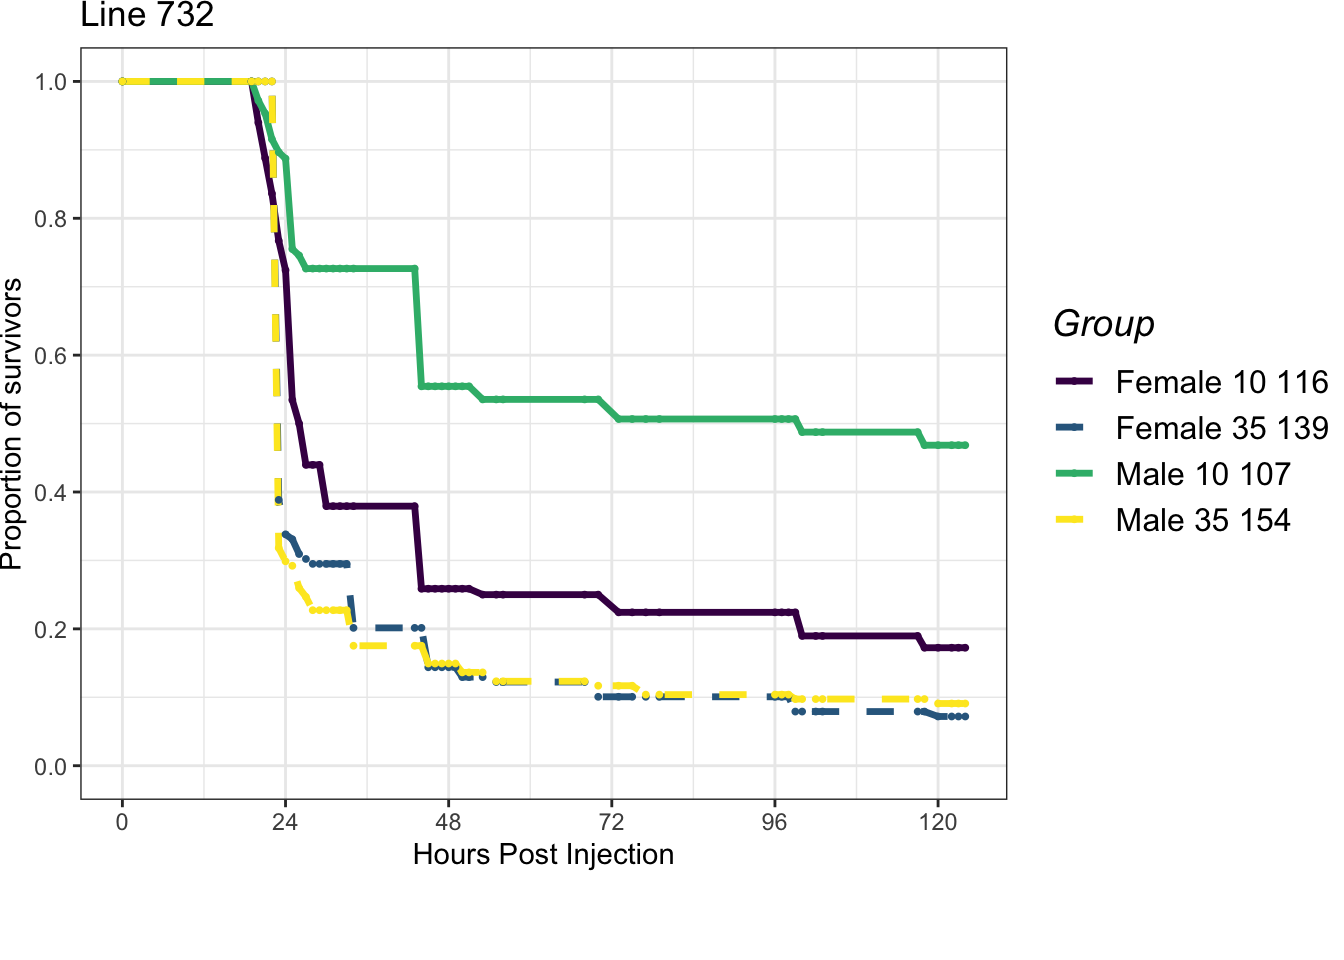 Line 732
Proportion of survivors
1.0
0.8
0.6
0.4
0.2
0.0
0 24 48 72 96 120
Hours Post Injection
Group
Female 10 116
Female 35 139
Male 10 107
Male 35 154